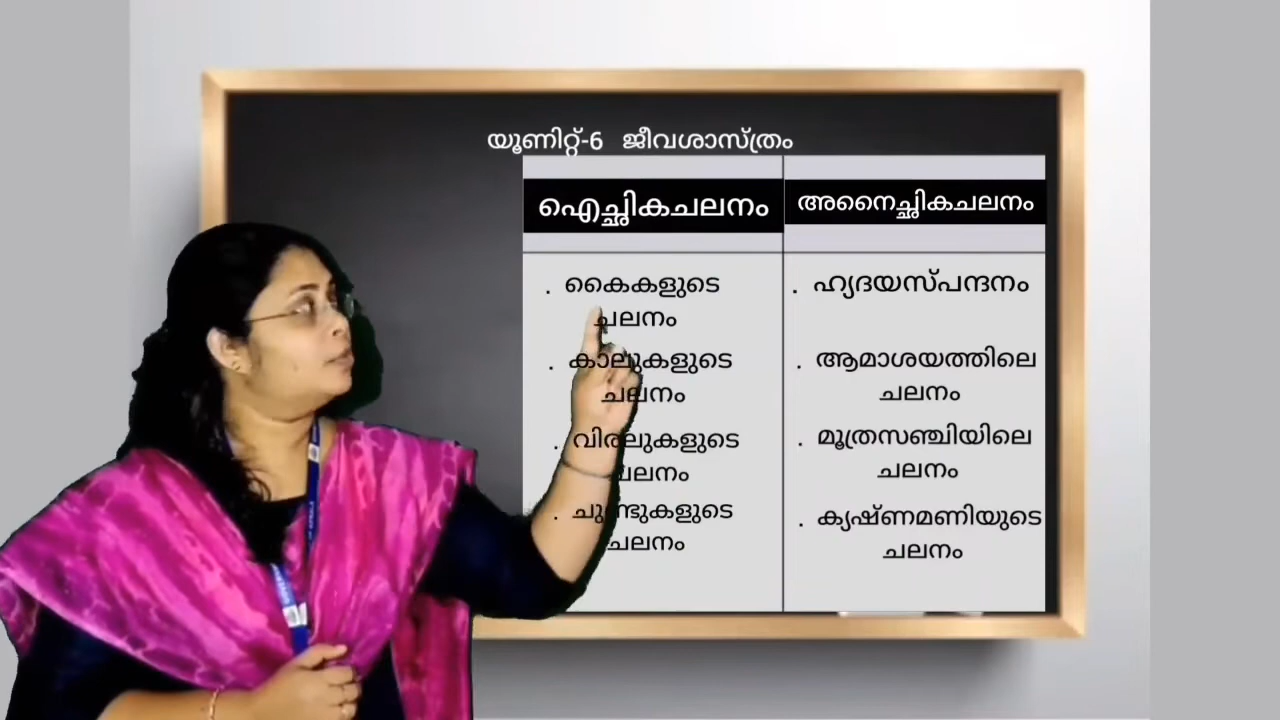 യൂണിറ്റ്-6 ജീവശാസ്ത്രം
ഐച്ഛികചലനം
അനൈച്ഛികചലനം
. കൈകളുടെ
ചലനം
. കാലുകളുടെ
ചലനം
. വിരലുകളുടെ
ചലനം
. ചുണ്ടുകളുടെ
ചലനം
. ഹൃദയസ്പന്ദനം
. ആമാശയത്തിലെ
ചലനം
. മൂത്രസഞ്ചിയിലെ
ചലനം
. കൃഷ്ണമണിയുടെ
ചലനം